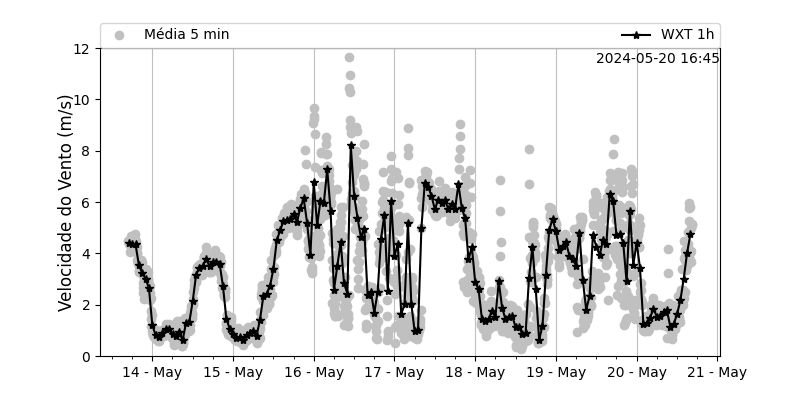 Média 5 min
WXT 1h
2024-05-20 16:45
Velocidade do Vento (m/s)
12
10
8
6
4
2
0
14 - May 15 - May 16 - May 17 - May 18 - May 19 - May 20 - May 21 - May